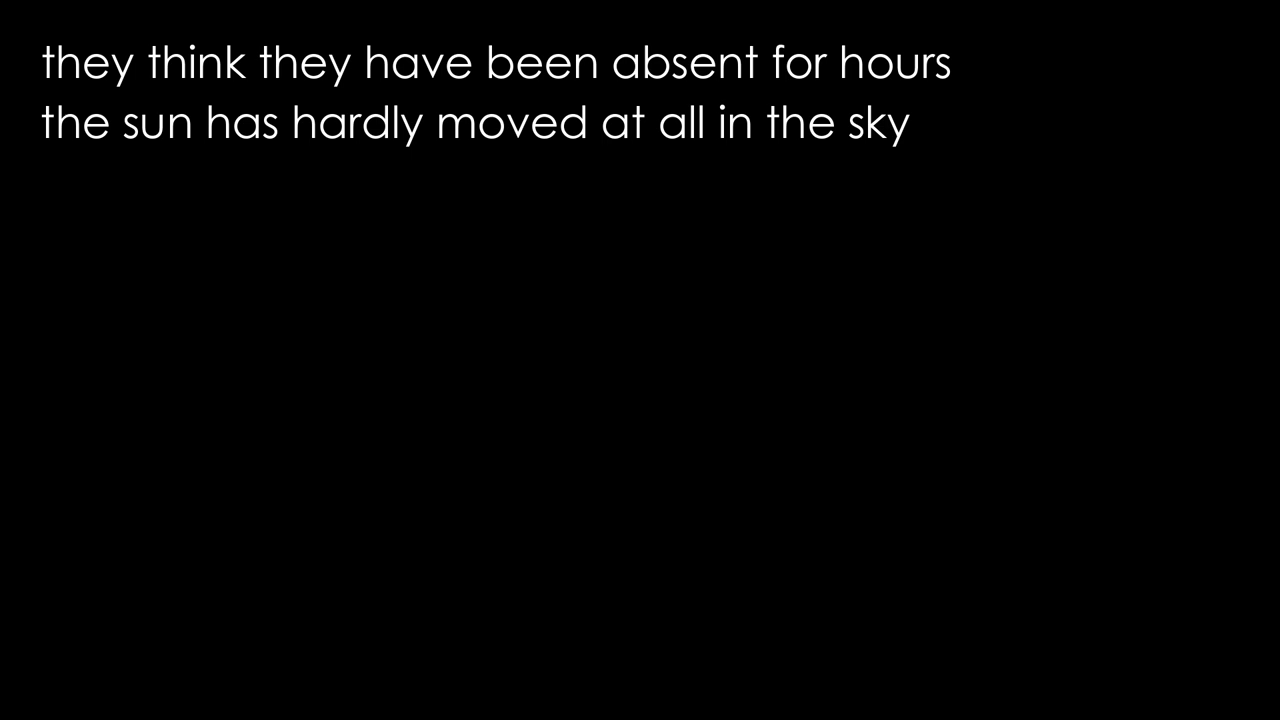 they think they have been absent for hours
the sun has hardly moved at all in the sky